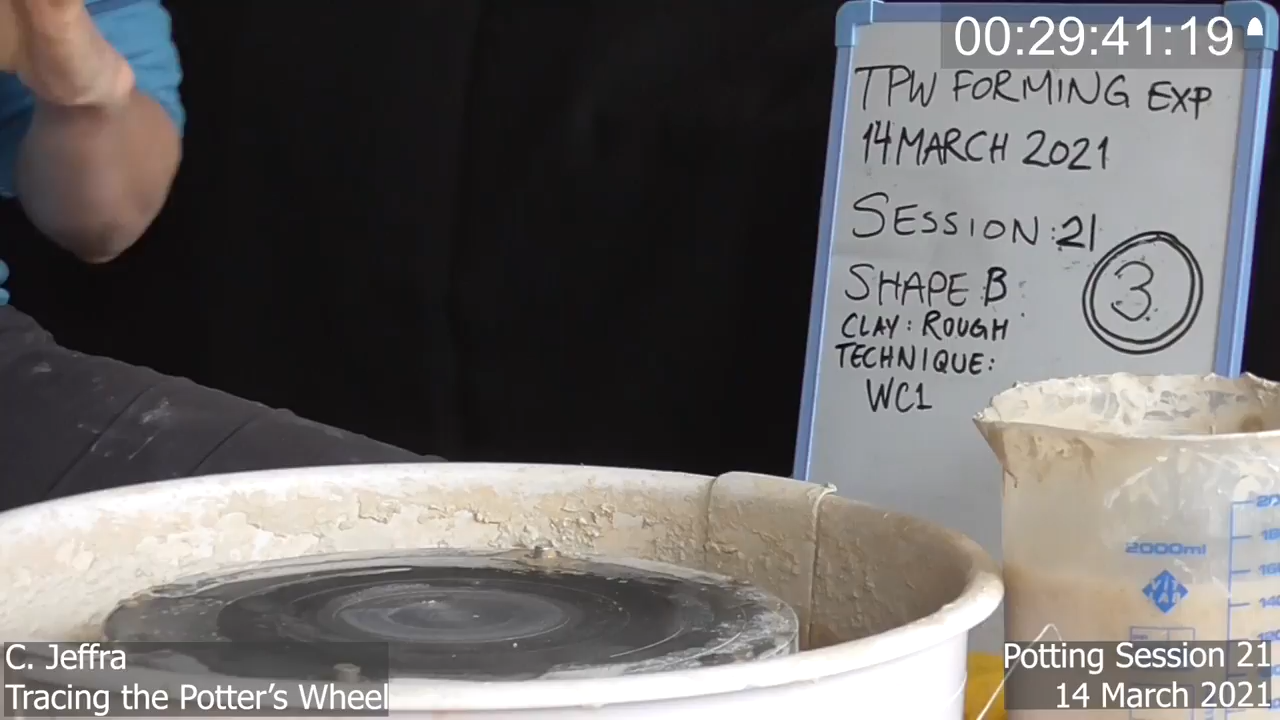 00:29:41:19
TPW FORMING EXP
14 MARCH 2021
SESSION: 21
3
SHAPE B
CLAY: ROUGH
TECHNIQUE:
WC1
2000ml
C. Jeffra
Tracing the Potter's Wheel
Potting Session 21
14 March 2021